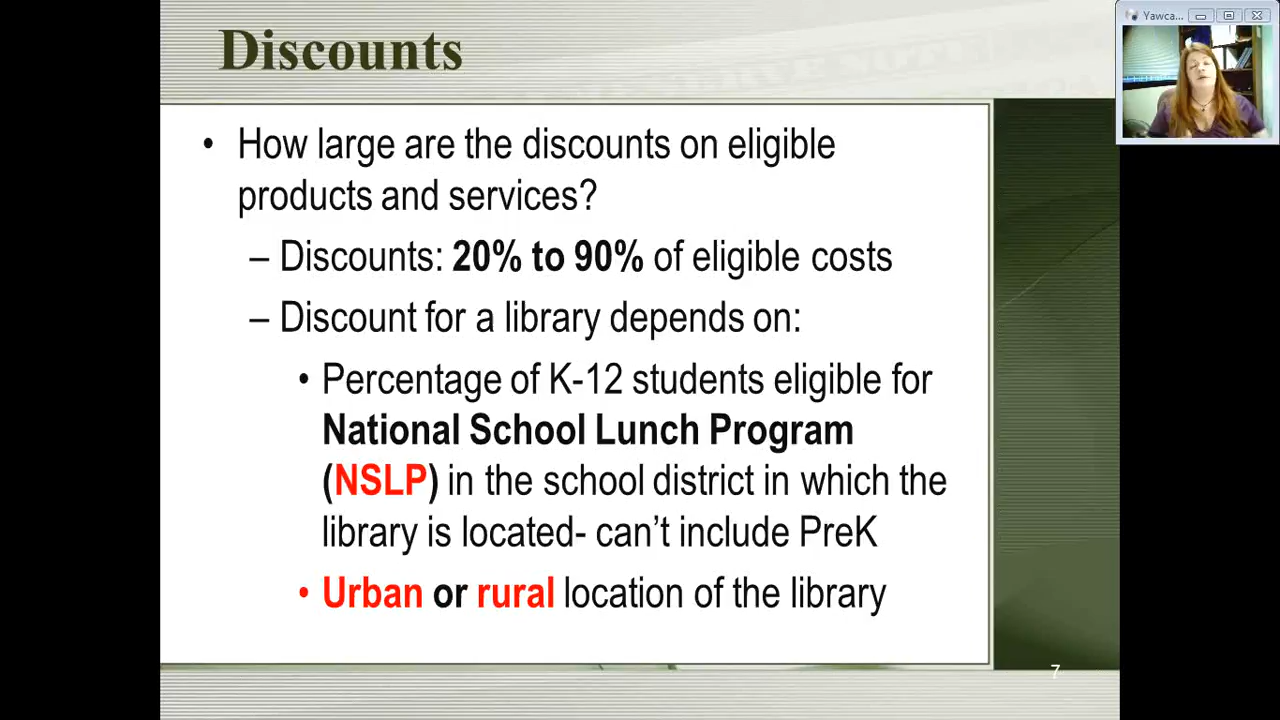 Discounts
Yawca...
• How large are the discounts on eligible
products and services?
– Discounts: 20% to 90% of eligible costs
– Discount for a library depends on:
• Percentage of K-12 students eligible for
National School Lunch Program
(NSLP) in the school district in which the
library is located- can’t include PreK
• Urban or rural location of the library
7